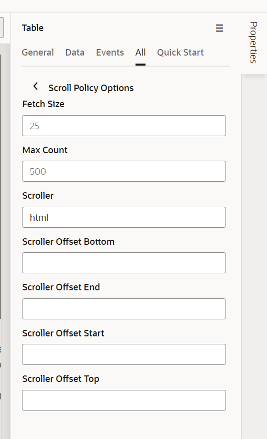 Table
General Data Events All Quick Start
Scroll Policy Options
Fetch Size
25
Max Count
500
Scroller
html
Scroller Offset Bottom
Scroller Offset End
Scroller Offset Start
Scroller Offset Top
Properties